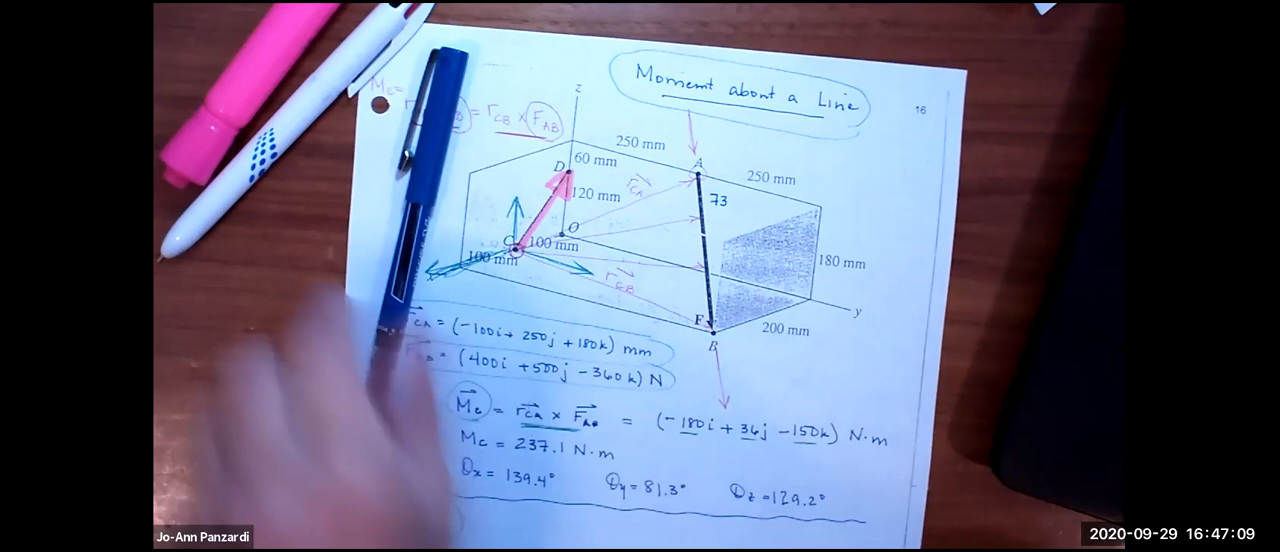 Moment about a Line
16
Mc=
= rCB × FAB
z
250 mm
60 mm
A
D
250 mm
rCA
120 mm
73
O
C
100 mm
100 mm
180 mm
rCB
F
y
200 mm
B
rCA = (-100i + 250j + 180k) mm
= (400i + 500j - 360k) N
Mc = rCA × FAB = (-180i + 36j - 150k) N·m
Mc = 237.1 N·m
θx = 139.4° θy = 81.3° θz = 129.2°
Jo-Ann Panzardi
2020-09-29 16:47:09